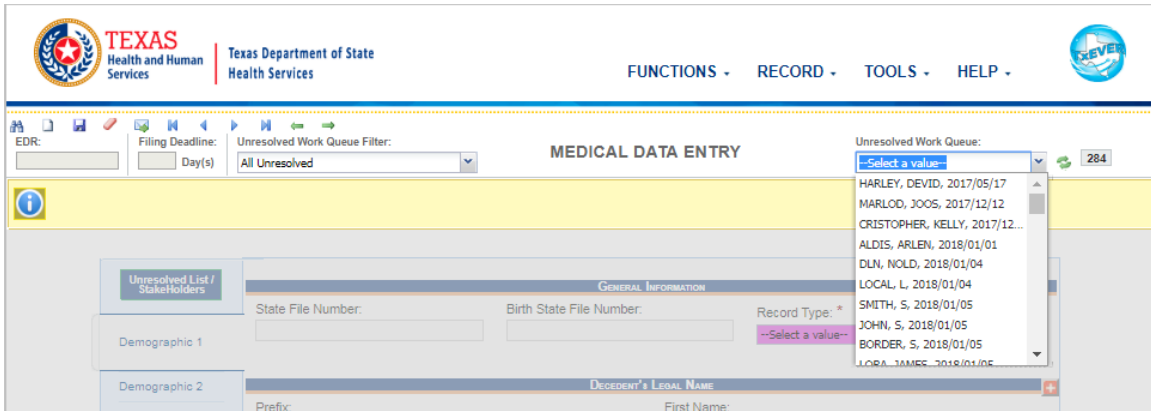 TEXAS
Health and Human
Services
Texas Department of State
Health Services
FUNCTIONS
RECORD
TOOLS
HELP
TxEVER
EDR:
Filing Deadline:
Day(s)
Unresolved Work Queue Filter:
All Unresolved
MEDICAL DATA ENTRY
Unresolved Work Queue:
--Select a value--
284
HARLEY, DEVID, 2017/05/17
MARLOD, JOOS, 2017/12/12
CRISTOPHER, KELLY, 2017/12...
ALDIS, ARLEN, 2018/01/01
DLN, NOLD, 2018/01/04
LOCAL, L, 2018/01/04
SMITH, S, 2018/01/05
JOHN, S, 2018/01/05
BORDER, S, 2018/01/05
LORA, JAMES, 2018/01/05
Unresolved List /
StakeHolders
Demographic 1
Demographic 2
GENERAL INFORMATION
State File Number:
Birth State File Number:
Record Type: *
--Select a value--
DECEDENT'S LEGAL NAME
Prefix:
First Name: